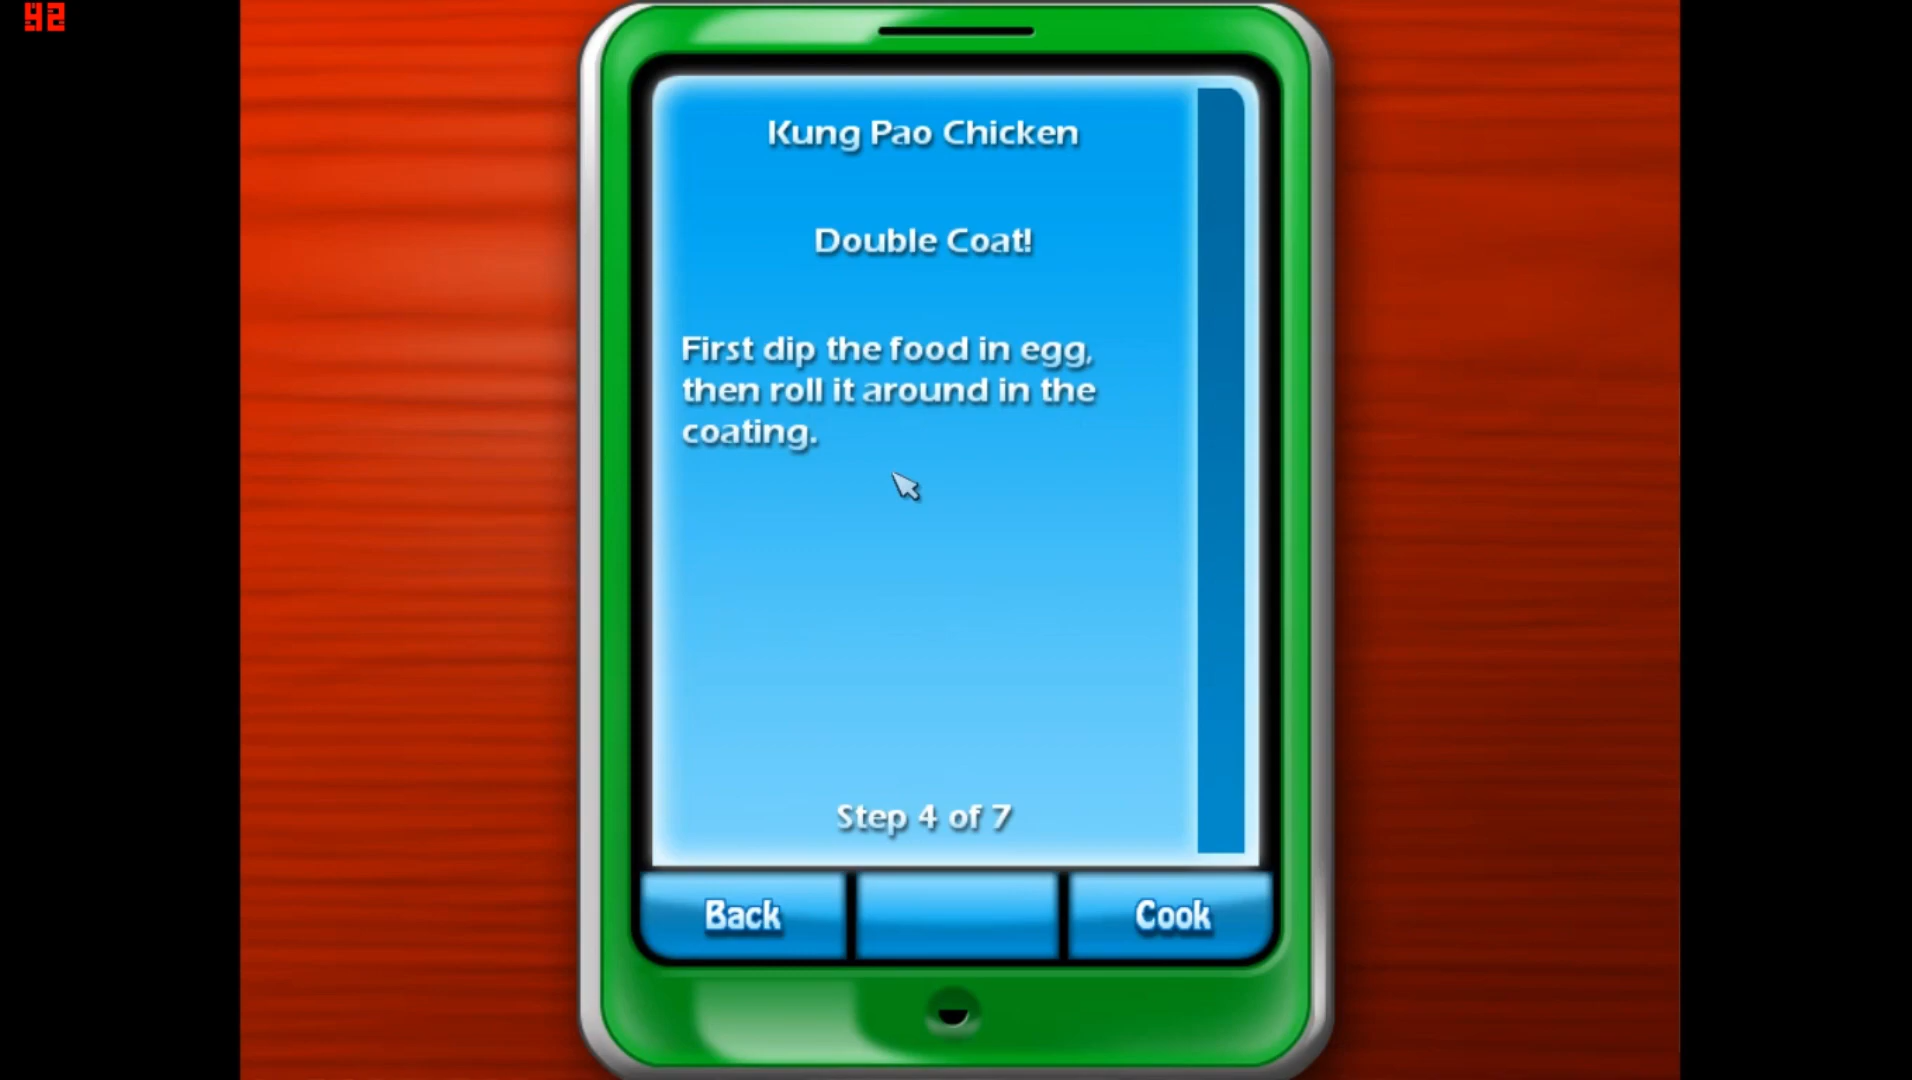 42
Kung Pao Chicken
Double Coat!
First dip the food in egg,
then roll it around in the
coating.
Step 4 of 7
Back
Cook